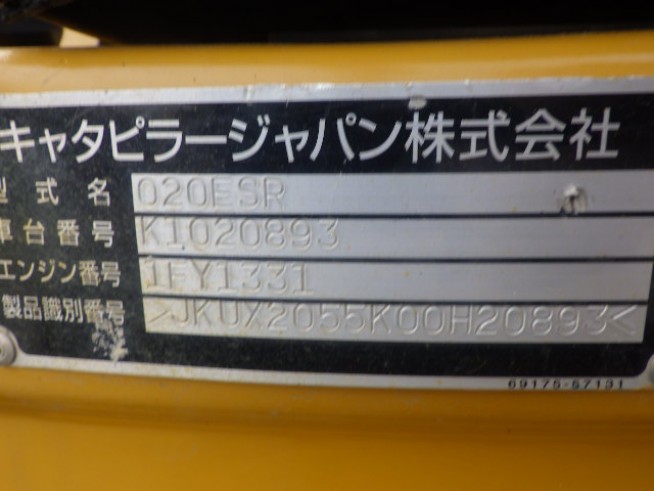 キャタピラージャパン株式会社
型式名 020ESR
車台番号 K1020893
エンジン番号 1FY1331
製品識別番号 >JKUX2055K00H20893<
69175-57131